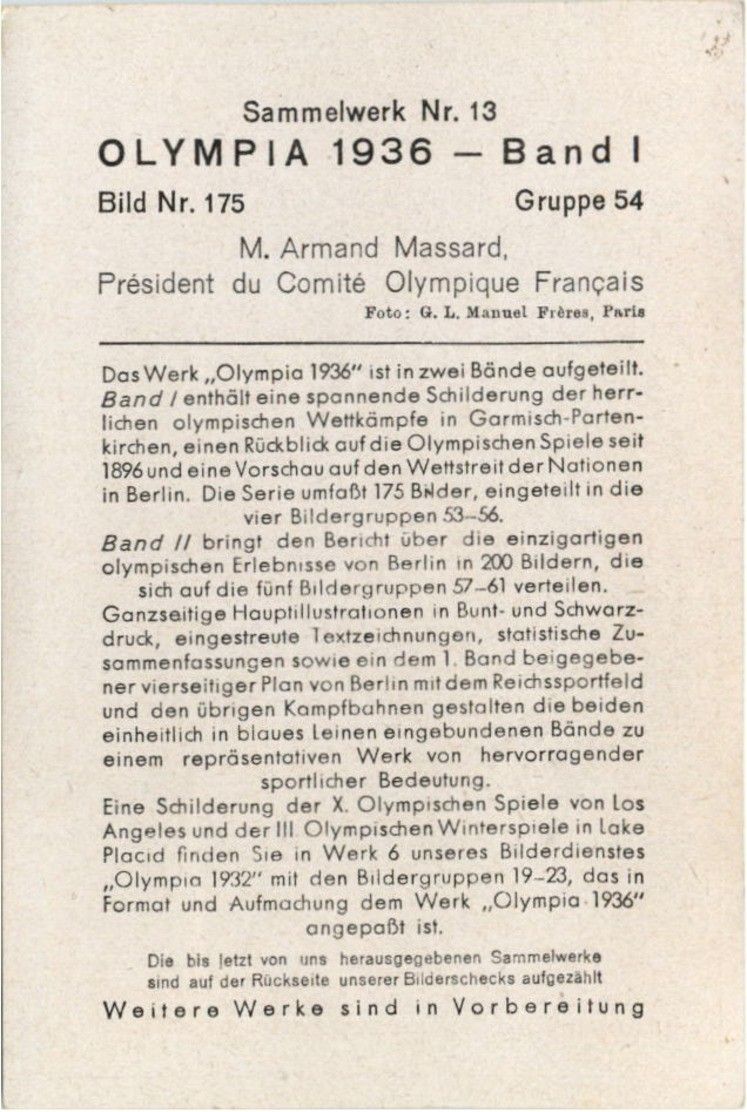 Sammelwerk Nr. 13
OLYMPIA 1936 — Band I
Bild Nr. 175 Gruppe 54
M. Armand Massard,
Président du Comité Olympique Français
Foto: G. L. Manuel Frères, Paris
Das Werk „Olympia 1936" ist in zwei Bände aufgeteilt.
Band I enthält eine spannende Schilderung der herr-
lichen olympischen Wettkämpfe in Garmisch-Parten-
kirchen, einen Rückblick auf die Olympischen Spiele seit
1896 und eine Vorschau auf den Wettstreit der Nationen
in Berlin. Die Serie umfaßt 175 Bilder, eingeteilt in die
vier Bildergruppen 53–56.
Band II bringt den Bericht über die einzigartigen
olympischen Erlebnisse von Berlin in 200 Bildern, die
sich auf die fünf Bildergruppen 57–61 verteilen.
Ganzseitige Hauptillustrationen in Bunt- und Schwarz-
druck, eingestreute Textzeichnungen, statistische Zu-
sammenfassungen sowie ein dem 1. Band beigegebe-
ner vierseitiger Plan von Berlin mit dem Reichssportfeld
und den übrigen Kampfbahnen gestalten die beiden
einheitlich in blaues Leinen eingebundenen Bände zu
einem repräsentativen Werk von hervorragender
sportlicher Bedeutung.
Eine Schilderung der X. Olympischen Spiele von Los
Angeles und der III. Olympischen Winterspiele in Lake
Placid finden Sie in Werk 6 unseres Bilderdienstes
„Olympia 1932" mit den Bildergruppen 19–23, das in
Format und Aufmachung dem Werk „Olympia 1936"
angepaßt ist.
Die bis jetzt von uns herausgegebenen Sammelwerke
sind auf der Rückseite unserer Bilderschecks aufgezählt
Weitere Werke sind in Vorbereitung